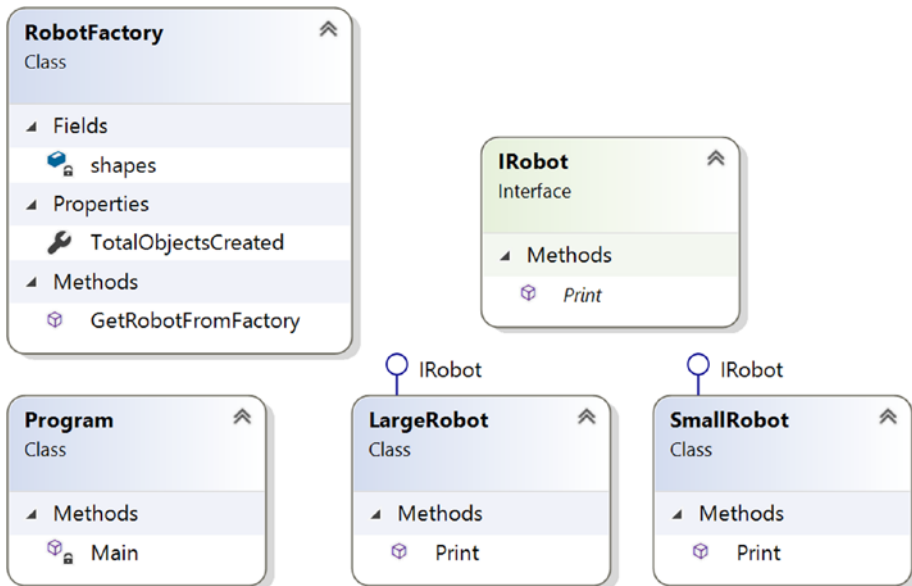 RobotFactory
Class
Fields
shapes
Properties
TotalObjectsCreated
Methods
GetRobotFromFactory
IRobot
Interface
Methods
Print
Program
Class
Methods
Main
IRobot
LargeRobot
Class
Methods
Print
IRobot
SmallRobot
Class
Methods
Print